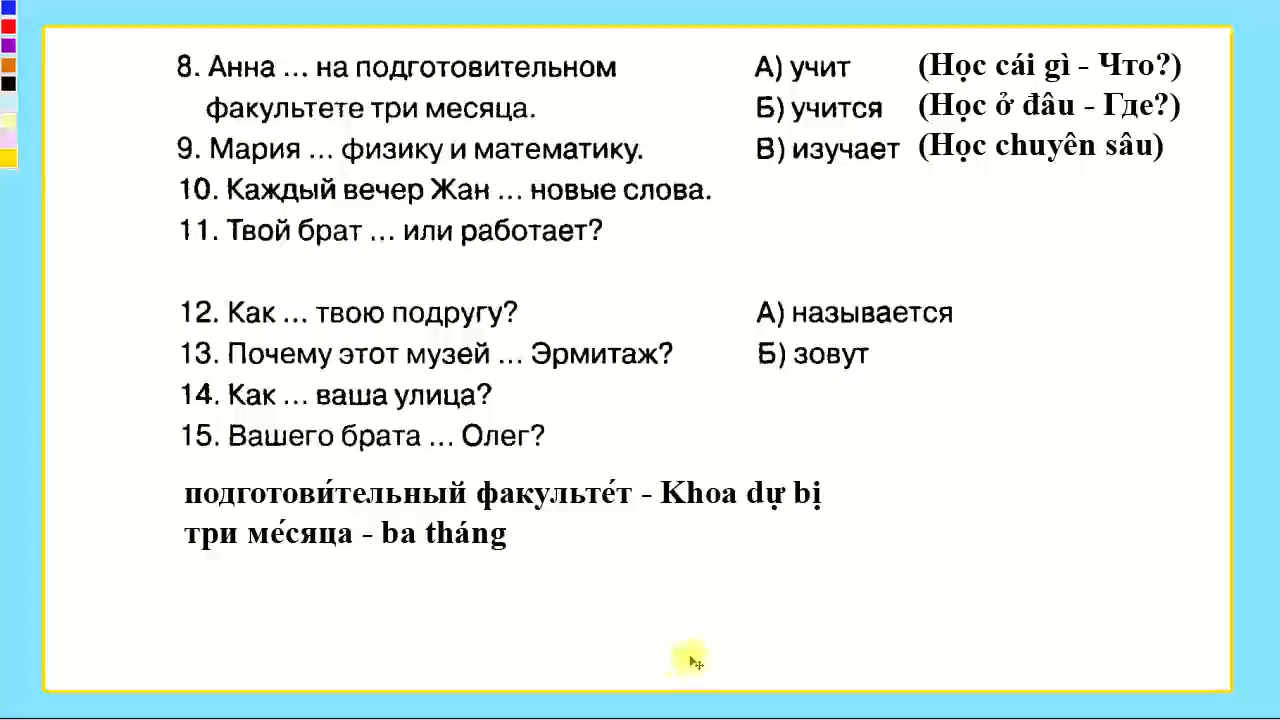 8. Анна ... на подготовительном А) учит (Học cái gì - Что?)
факультете три месяца. Б) учится (Học ở đâu - Где?)
9. Мария ... физику и математику. В) изучает (Học chuyên sâu)
10. Каждый вечер Жан ... новые слова.
11. Твой брат ... или работает?
12. Как ... твою подругу? А) называется
13. Почему этот музей ... Эрмитаж? Б) зовут
14. Как ... ваша улица?
15. Вашего брата ... Олег?
подготови́тельный факульте́т - Khoa dự bị
три ме́сяца - ba tháng